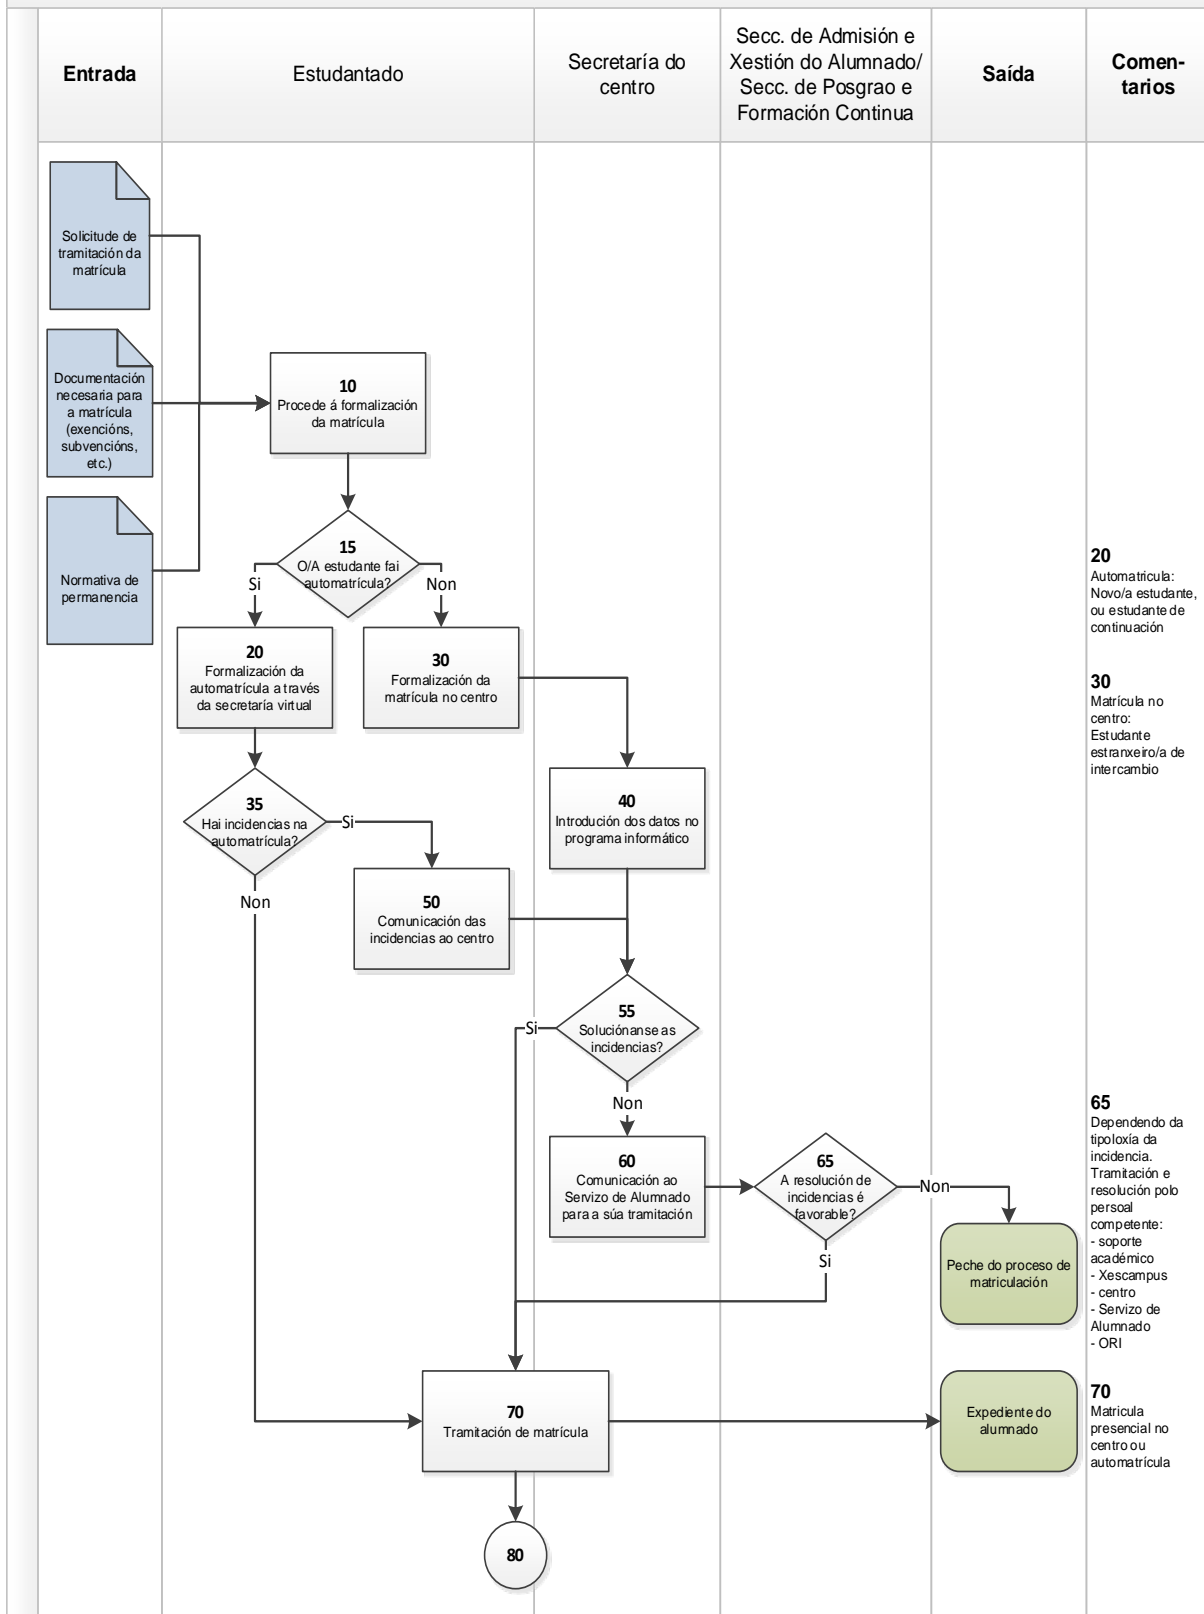 Entrada
Estudantado
Secretaría do
centro
Secc. de Admisión e
Xestión do Alumnado/
Secc. de Posgrao e
Formación Continua
Saída
Comen-
tarios
Solicitude de
tramitación da
matrícula
Documentación
necesaria para
a matrícula
(exencións,
subvencións,
etc.)
Normativa de
permanencia
10
Procede á formalización
da matrícula
15
O/A estudante fai
automatrícula?
Si
Non
20
Formalización da
automatrícula a través
da secretaría virtual
30
Formalización da
matrícula no centro
20
Automatricula:
Novo/a estudante,
ou estudante de
continuación
30
Matrícula no
centro:
Estudante
estranxeiro/a de
intercambio
35
Hai incidencias na
automatrícula?
Si
Non
40
Introdución dos datos no
programa informático
50
Comunicación das
incidencias ao centro
55
Soluciónanse as
incidencias?
Si
Non
60
Comunicación ao
Servizo de Alumnado
para a súa tramitación
65
A resolución de
incidencias é
favorable?
Non
Si
Peche do proceso de
matriculación
65
Dependendo da
tipoloxía da
incidencia.
Tramitación e
resolución polo
persoal
competente:
- soporte
académico
- Xescampus
- centro
- Servizo de
Alumnado
- ORI
70
Tramitación de matrícula
Expediente do
alumnado
70
Matricula
presencial no
centro ou
automatrícula
80